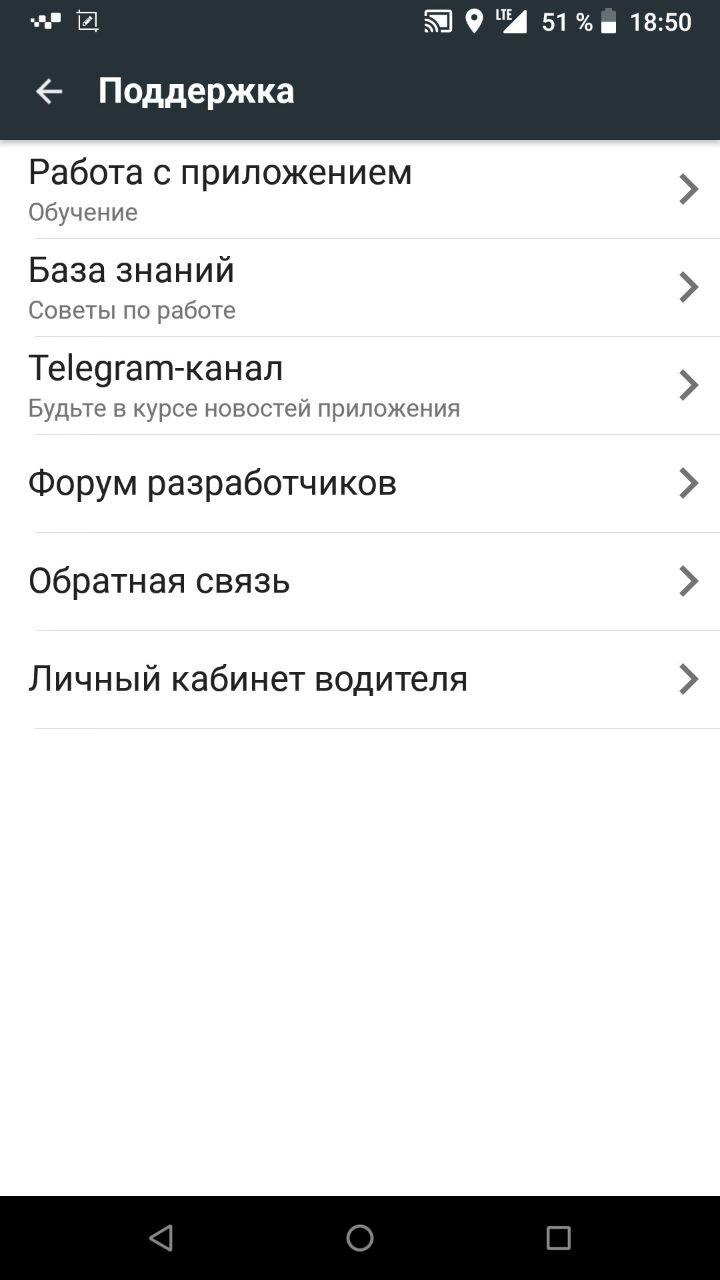 LTE 51 % 18:50
Поддержка
Работа с приложением
Обучение
База знаний
Советы по работе
Telegram-канал
Будьте в курсе новостей приложения
Форум разработчиков
Обратная связь
Личный кабинет водителя